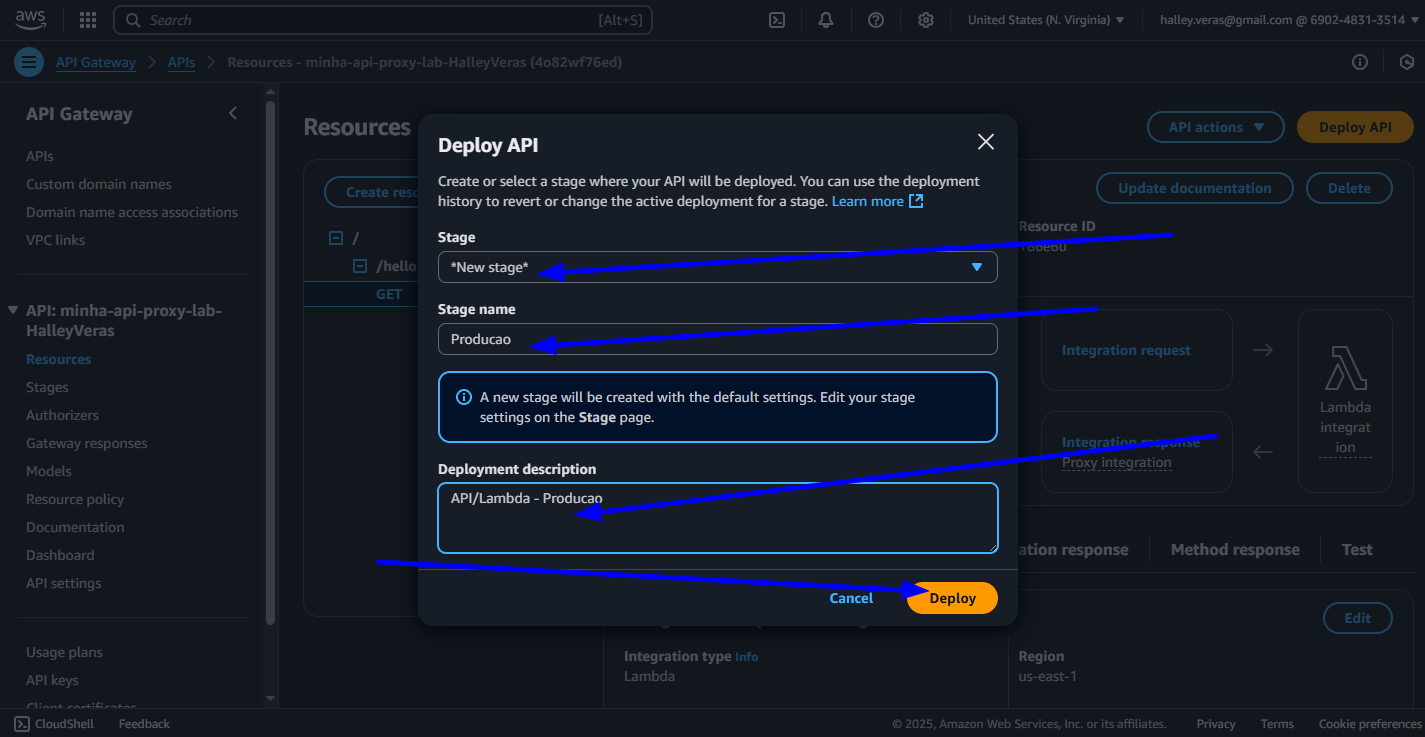 aws
Search
[Alt+S]
United States (N. Virginia)
halley.veras@gmail.com @ 6902-4831-3514
API Gateway
APIs
Resources - minha-api-proxy-lab-HalleyVeras (4o82wf76ed)
API Gateway
APIs
Custom domain names
Domain name access associations
VPC links
API: minha-api-proxy-lab-
HalleyVeras
Resources
Stages
Authorizers
Gateway responses
Models
Resource policy
Documentation
Dashboard
API settings
Usage plans
API keys
Client certificates
Resources
API actions
Deploy API
Create reso
Update documentation
Delete
/
/hello
GET
Resource ID
Integration request
Integration response
Proxy integration
Lambda
integrat
ion
ation response
Method response
Test
Edit
Integration type Info
Lambda
Region
us-east-1
Deploy API
Create or select a stage where your API will be deployed. You can use the deployment
history to revert or change the active deployment for a stage. Learn more
Stage
*New stage*
Stage name
Producao
A new stage will be created with the default settings. Edit your stage
settings on the Stage page.
Deployment description
API/Lambda - Producao
Cancel
Deploy
CloudShell
Feedback
© 2025, Amazon Web Services, Inc. or its affiliates.
Privacy
Terms
Cookie preferences